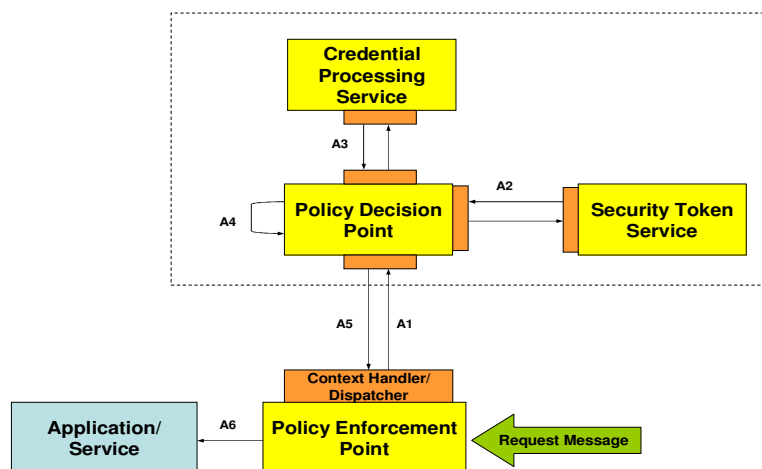 Credential
Processing
Service
A3
A2
Policy Decision
Point
Security Token
Service
A4
A5
A1
Context Handler/
Dispatcher
Application/
Service
A6
Policy Enforcement
Point
Request Message